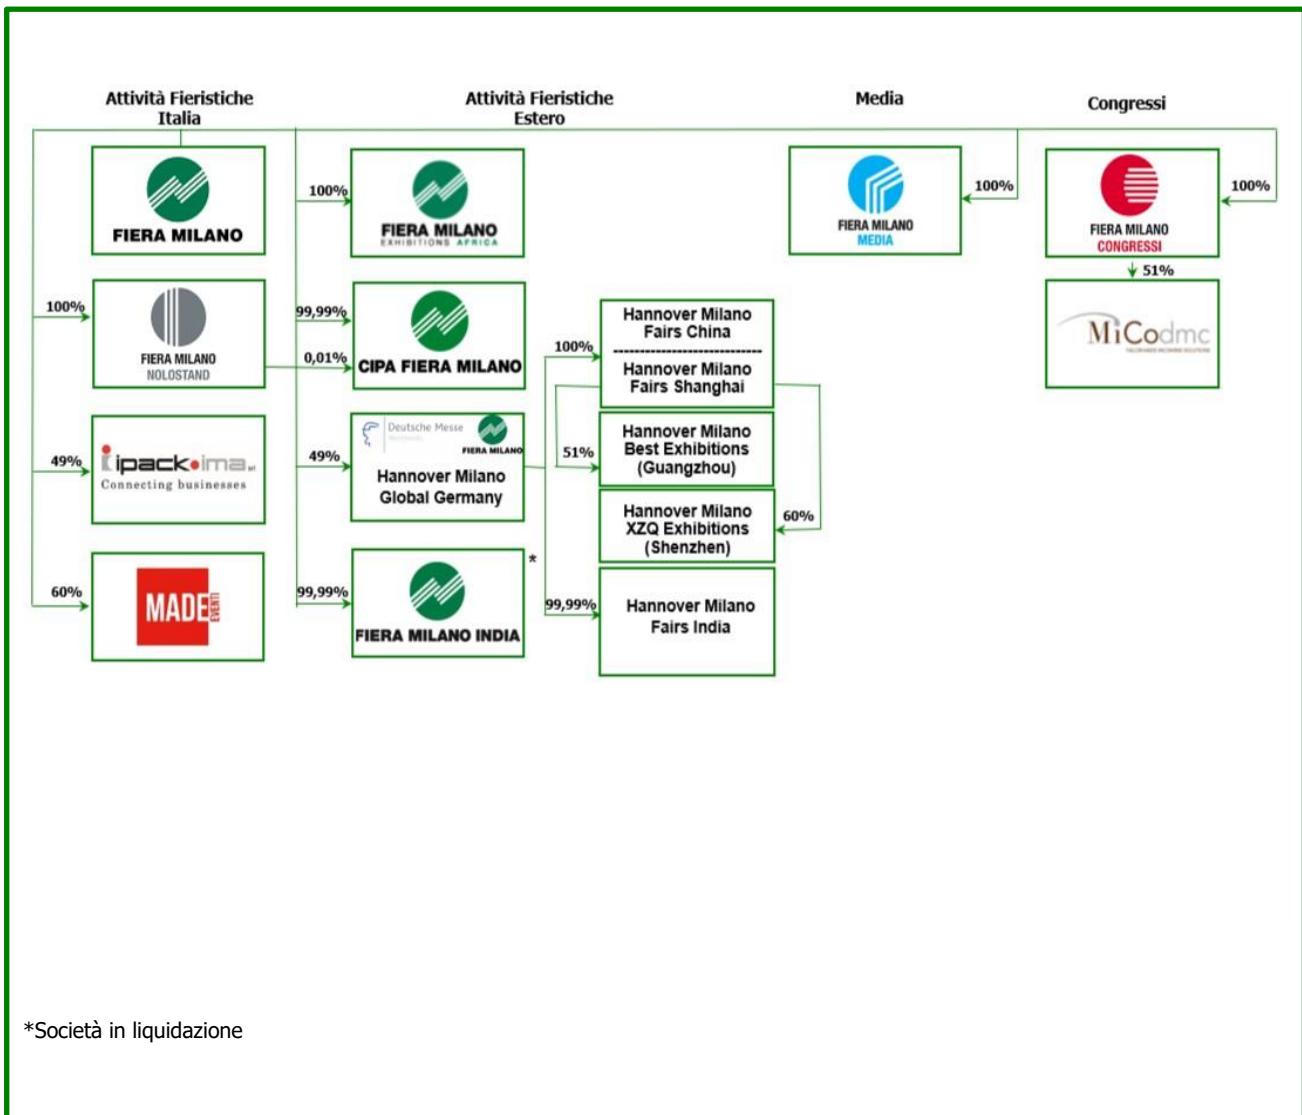 Attività Fieristiche
Italia
Attività Fieristiche
Estero
Media
Congressi
FIERA MILANO
100%
FIERA MILANO
EXHIBITIONS AFRICA
FIERA MILANO
MEDIA
100%
FIERA MILANO
CONGRESSI
100%
51%
100%
FIERA MILANO
NOLOSTAND
99,99%
0,01%
CIPA FIERA MILANO
100%
Hannover Milano
Fairs China
Hannover Milano
Fairs Shanghai
MiCodmc
49%
ipack•ima srl
Connecting businesses
49%
Deutsche Messe
FIERA MILANO
Hannover Milano
Global Germany
51%
Hannover Milano
Best Exhibitions
(Guangzhou)
Hannover Milano
XZQ Exhibitions
(Shenzhen)
60%
60%
MADE
EVENTI
99,99%
FIERA MILANO INDIA
*
99,99%
Hannover Milano
Fairs India
*Società in liquidazione